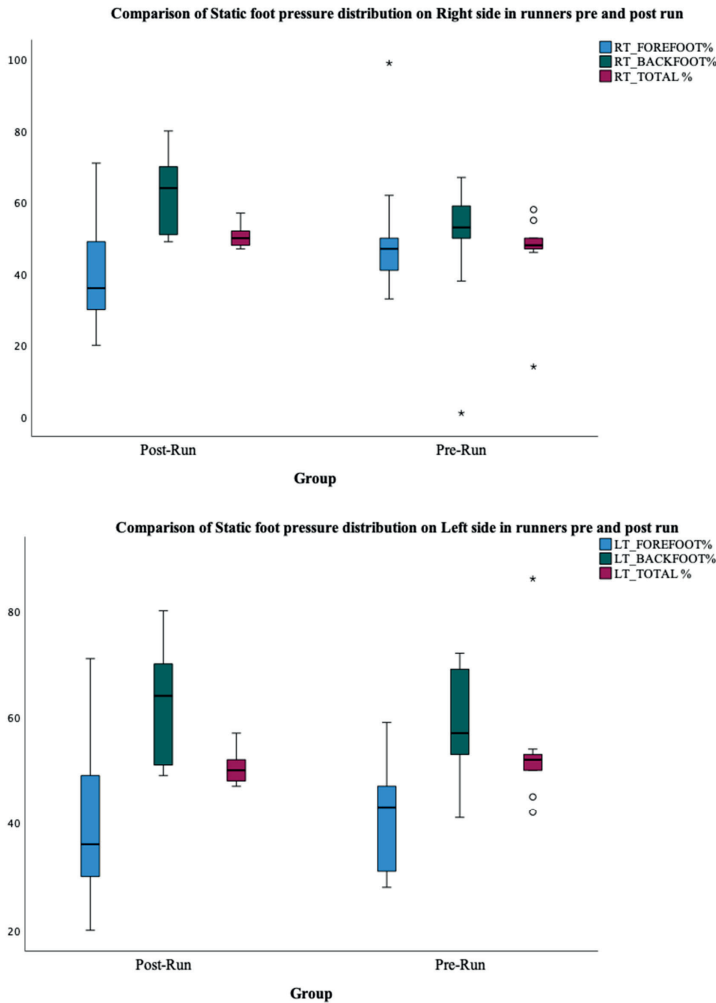 Comparison of Static foot pressure distribution on Right side in runners pre and post run
RT_FOREFOOT%
RT_BACKFOOT%
RT_TOTAL %
100
80
60
40
20
0
Post-Run
Pre-Run
Group
Comparison of Static foot pressure distribution on Left side in runners pre and post run
LT_FOREFOOT%
LT_BACKFOOT%
LT_TOTAL %
80
60
40
20
Post-Run
Pre-Run
Group